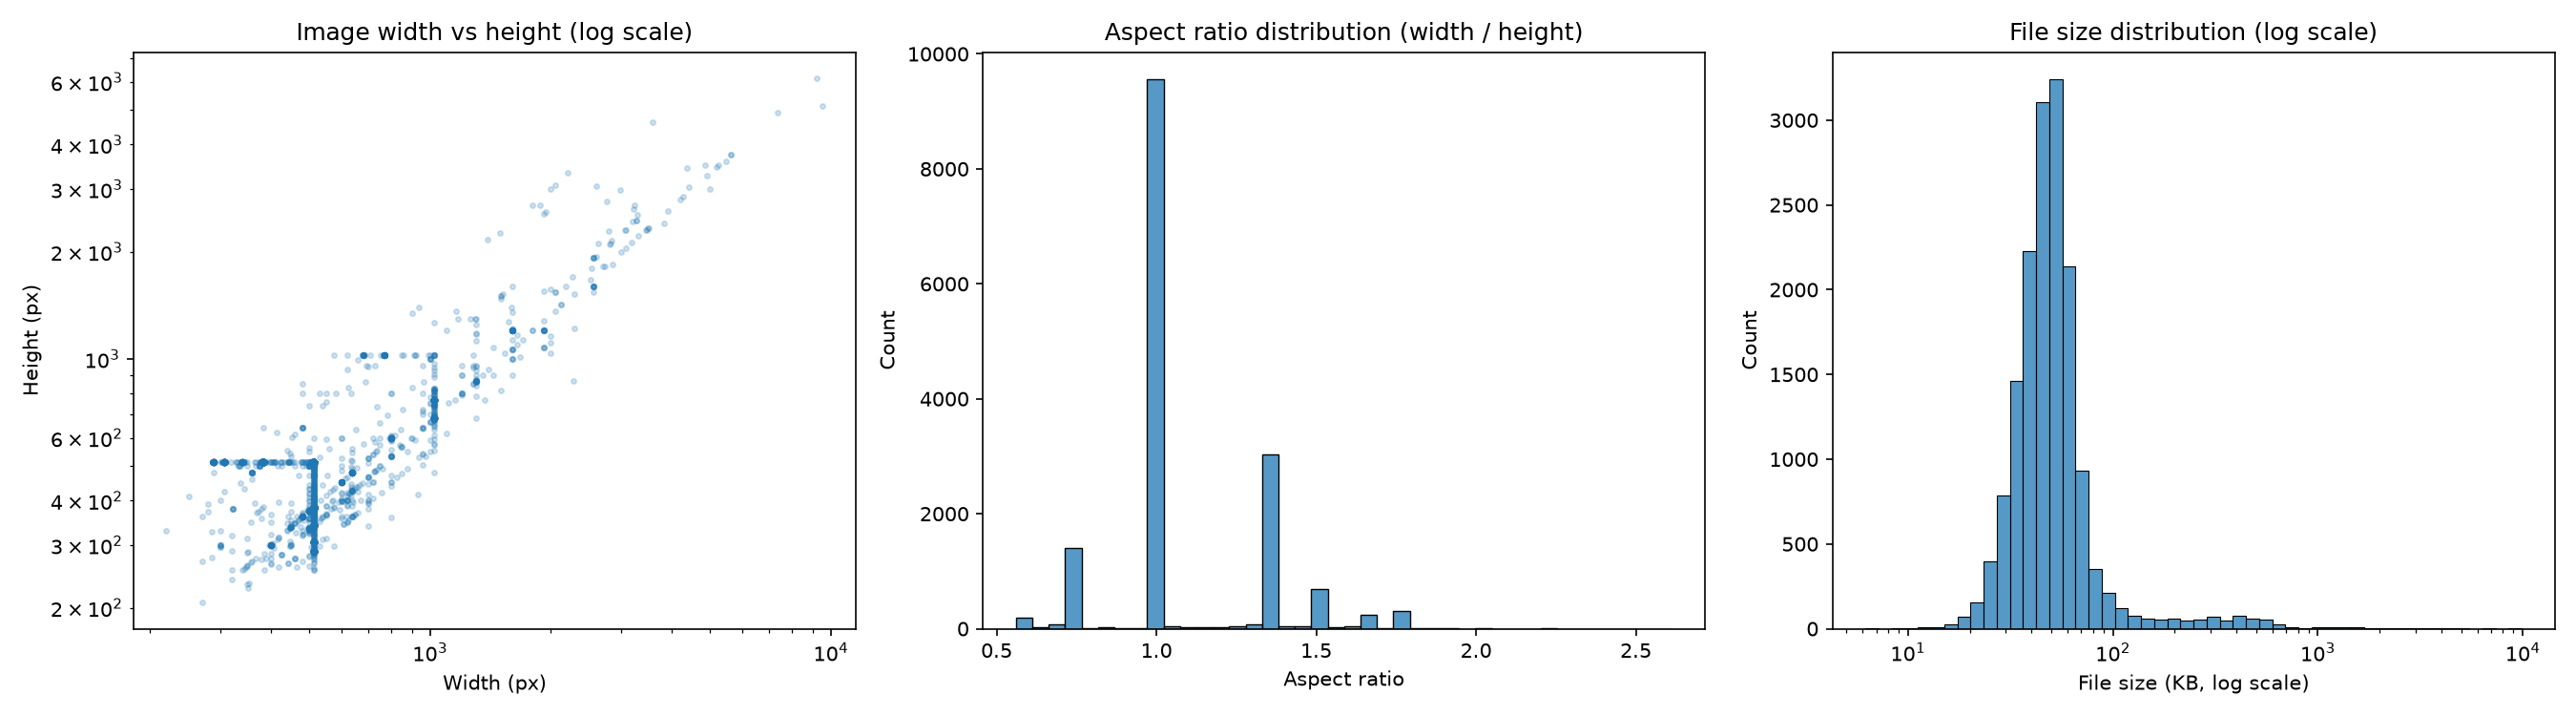 Image width vs height (log scale)
6 × 10³
4 × 10³
3 × 10³
2 × 10³
10³
6 × 10²
4 × 10²
3 × 10²
2 × 10²
Height (px)
10³ 10⁴
Width (px)
Aspect ratio distribution (width / height)
10000
8000
6000
4000
2000
0
Count
0.5 1.0 1.5 2.0 2.5
Aspect ratio
File size distribution (log scale)
3000
2500
2000
1500
1000
500
0
Count
10¹ 10² 10³ 10⁴
File size (KB, log scale)